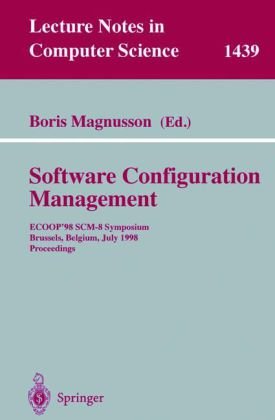 Lecture Notes in
Computer Science 1439
Boris Magnusson (Ed.)
Software Configuration
Management
ECOOP'98 SCM-8 Symposium
Brussels, Belgium, July 1998
Proceedings
Springer